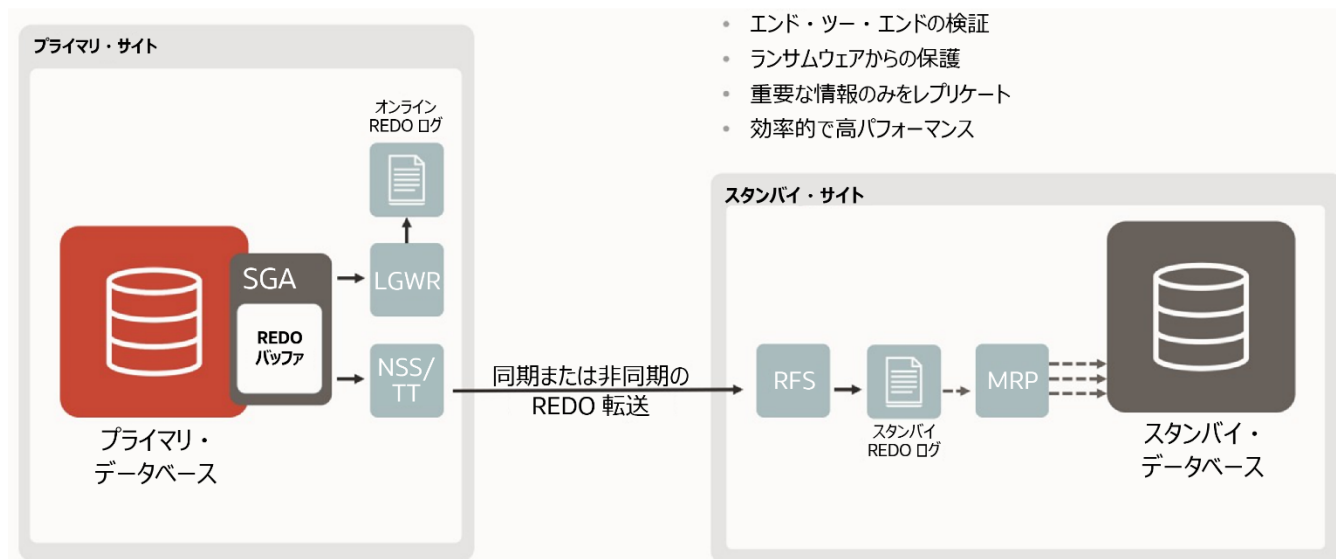 プライマリ・サイト
オンライン
REDO ログ
SGA
LGWR
REDO
バッファ
NSS/
TT
プライマリ・
データベース
同期または非同期の
REDO 転送
・ エンド・ツー・エンドの検証
・ ランサムウェアからの保護
・ 重要な情報のみをレプリケート
・ 効率的で高パフォーマンス
スタンバイ・サイト
RFS
スタンバイ
REDO ログ
MRP
スタンバイ・
データベース